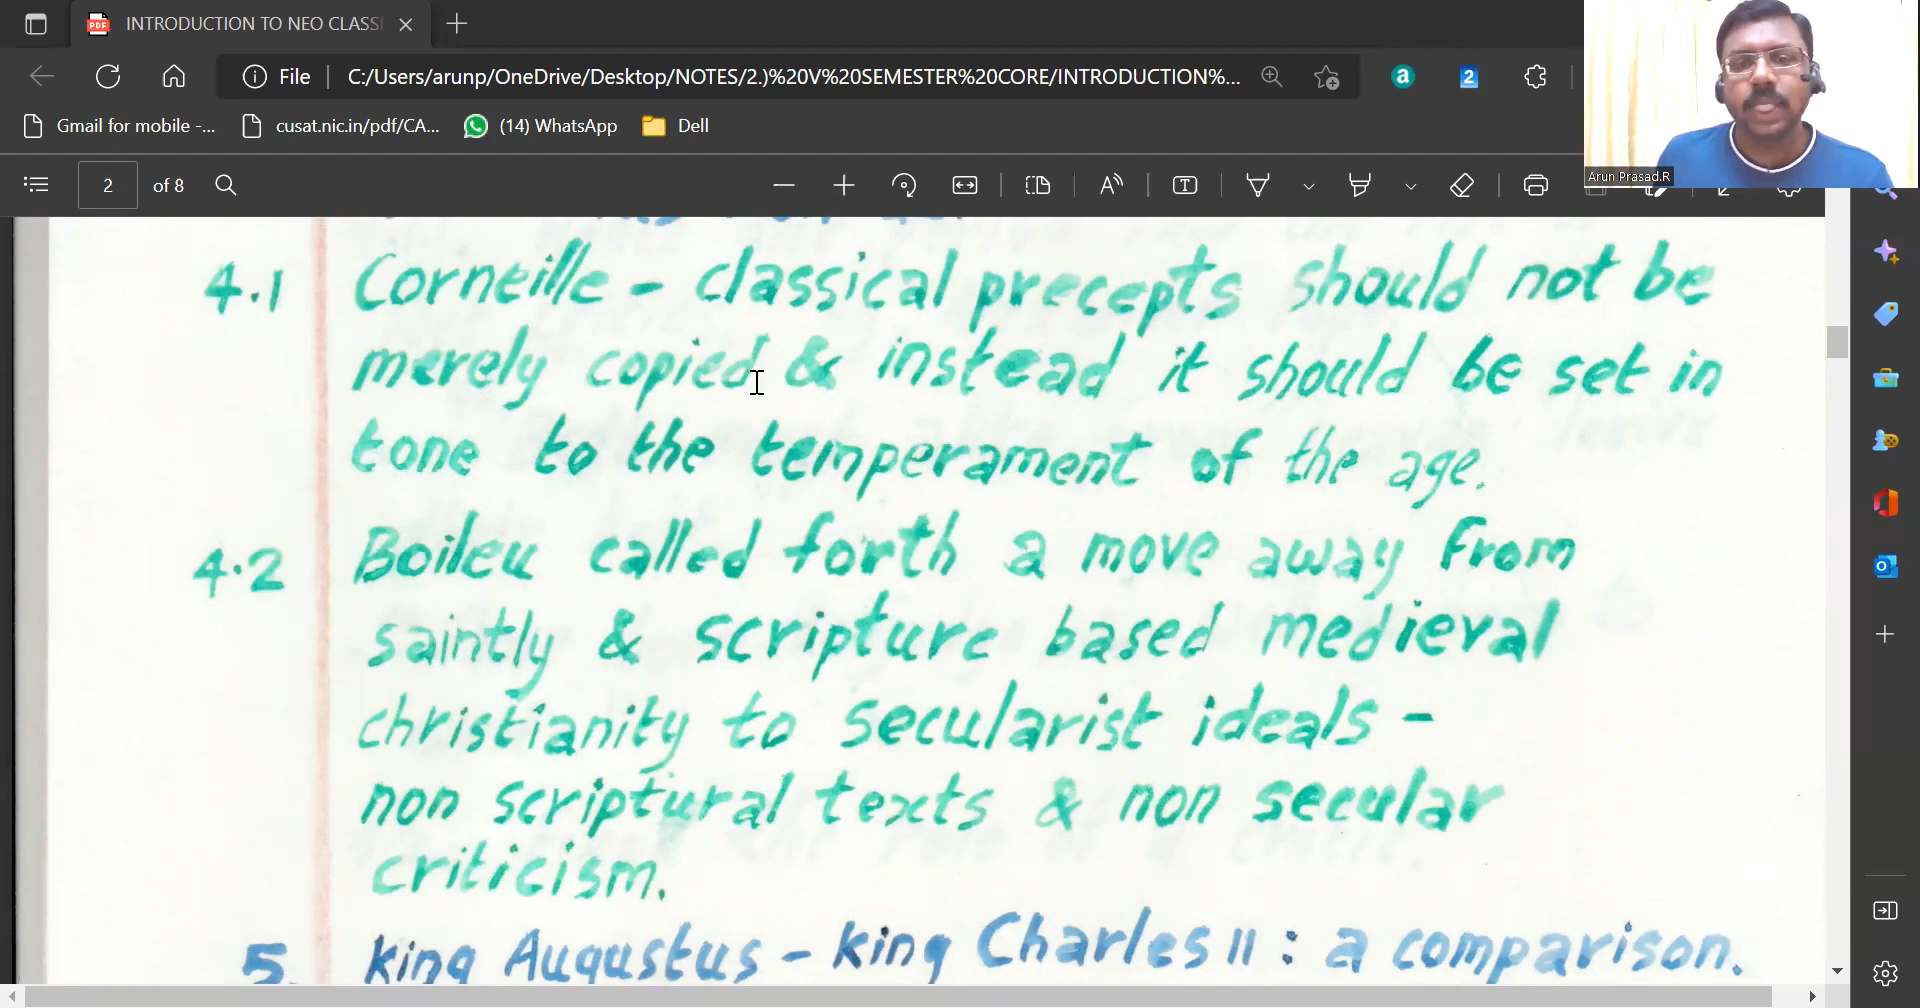 INTRODUCTION TO NEO CLASSI
File
C:/Users/arunp/OneDrive/Desktop/NOTES/2.)%20V%20SEMESTER%20CORE/INTRODUCTION%...
a
2
Gmail for mobile -...
cusat.nic.in/pdf/CA...
(14) WhatsApp
Dell
2 of 8
Arun Prasad.R
4.1 Corneille - classical precepts should not be
merely copied & instead it should be set in
tone to the temperament of the age.
4.2 Boileu called forth a move away from
saintly & scripture based medieval
christianity to secularist ideals -
non scriptural texts & non secular
criticism.
5. King Augustus - king Charles II : a comparison.